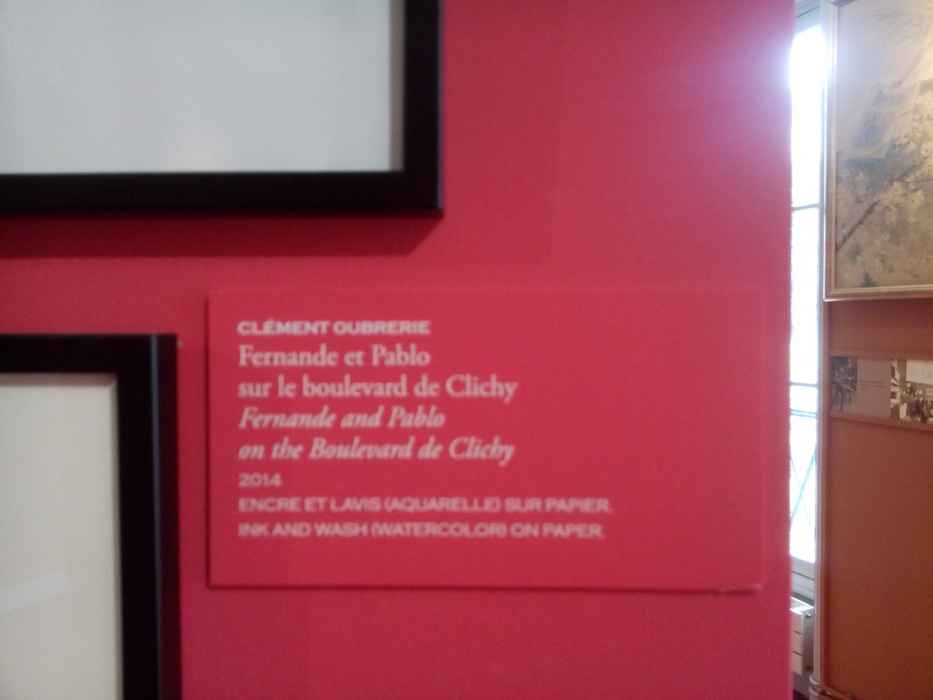 CLÉMENT OUBRERIE
Fernande et Pablo
sur le boulevard de Clichy
Fernande and Pablo
on the Boulevard de Clichy
2014
ENCRE ET LAVIS (AQUARELLE) SUR PAPIER.
INK AND WASH (WATERCOLOR) ON PAPER.